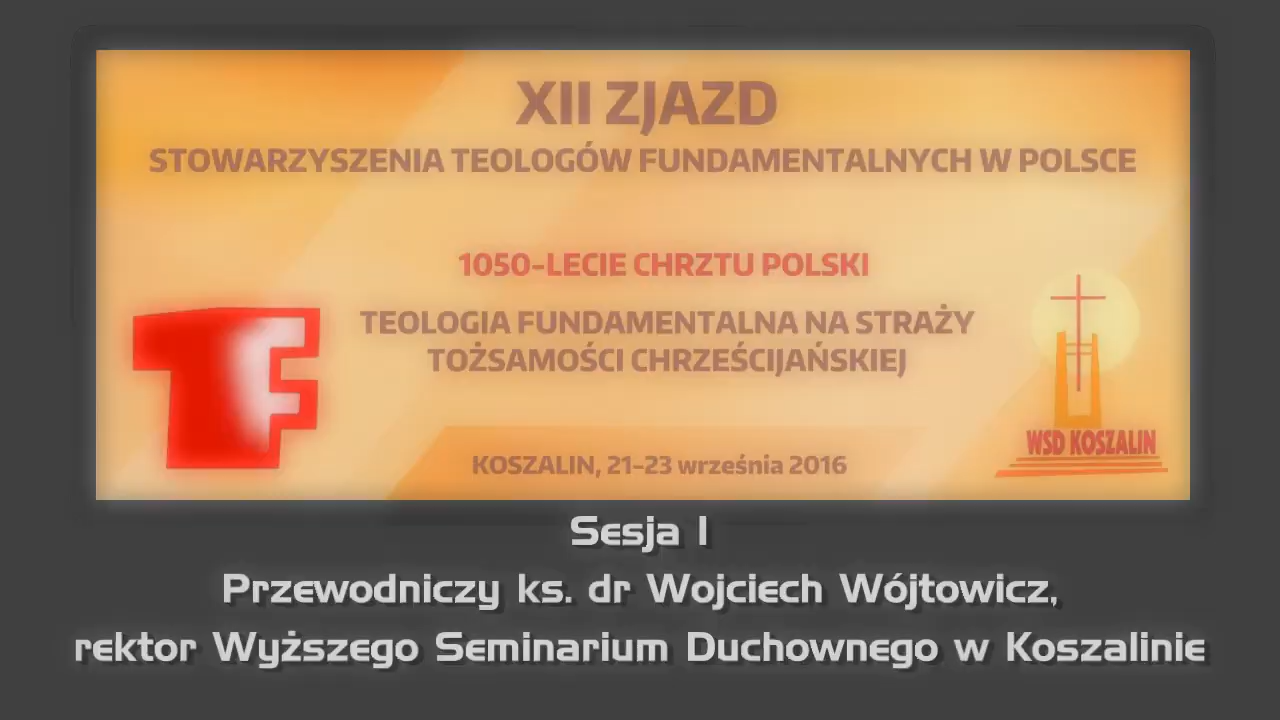 XII ZJAZD
STOWARZYSZENIA TEOLOGÓW FUNDAMENTALNYCH W POLSCE
1050-LECIE CHRZTU POLSKI
TEOLOGIA FUNDAMENTALNA NA STRAŻY
TOŻSAMOŚCI CHRZEŚCIJAŃSKIEJ
TF
WSD KOSZALIN
KOSZALIN, 21-23 września 2016
Sesja I
Przewodniczy ks. dr Wojciech Wójtowicz,
rektor Wyższego Seminarium Duchownego w Koszalinie